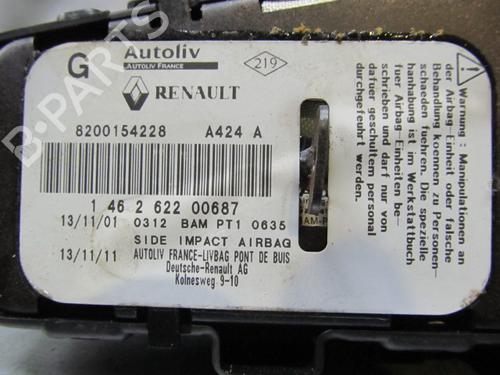 G
Autoliv
AUTOLIV FRANCE
219
RENAULT
8200154228 A424 A
1 46 2 622 00687
13/11/01 0312 BAM PT1 0635
SIDE IMPACT AIRBAG
13/11/11 AUTOLIV FRANCE-LIVBAG PONT DE BUIS
Deutsche-Renault AG
Kolnesweg 9-10
Warnung : Manipulationen an
der Airbag-Einheit oder falsche
Behandlung koennen zu Personen-
schaeden fuehren. Die spezielle
handhabung ist im Werkstattbuch
fuer Airbag-Einheiten be-
schrieben und darf nur von
dafuer geschultem personal
durchgefuehrt werden.
B-PARTS